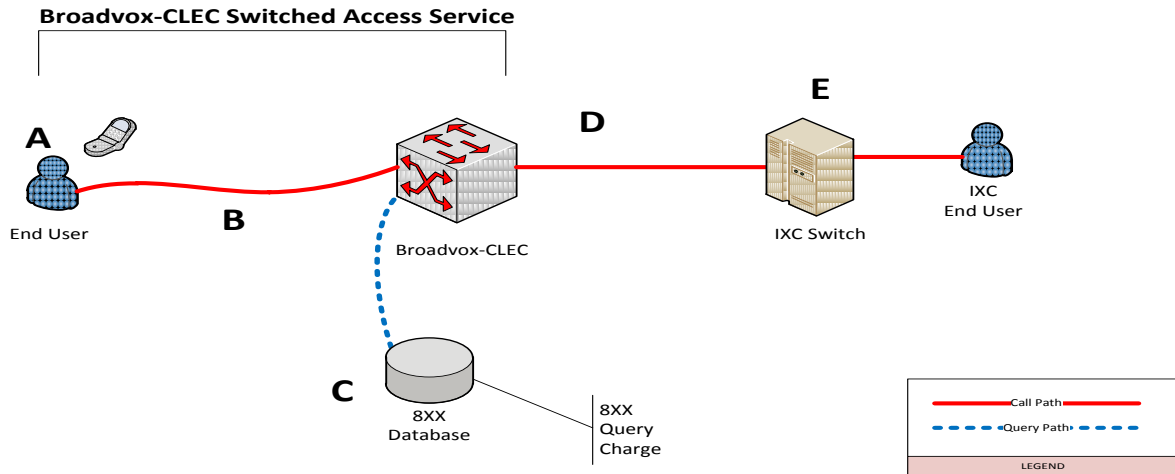 Broadvox-CLEC Switched Access Service
A
B
C
D
E
End User
Broadvox-CLEC
IXC Switch
IXC
End User
8XX
Database
8XX
Query
Charge
Call Path
Query Path
LEGEND